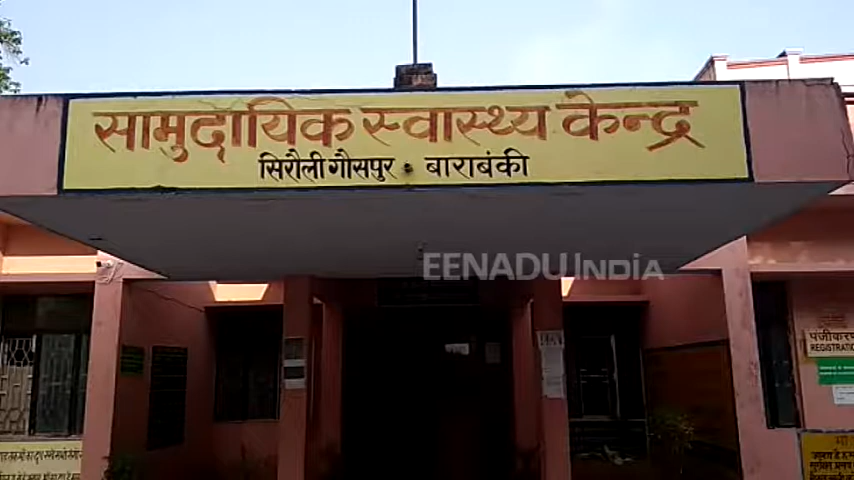 सामुदायिक स्वास्थ्य केन्द्र
सिरौली गौसपुर • बाराबंकी
EENADU INDIA
पंजीकरण
REGISTRATION